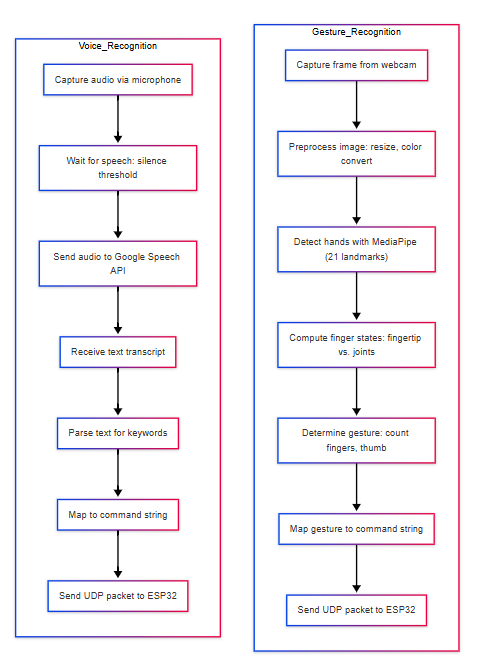 Voice_Recognition
Capture audio via microphone
Wait for speech: silence
threshold
Send audio to Google Speech
API
Receive text transcript
Parse text for keywords
Map to command string
Send UDP packet to ESP32
Gesture_Recognition
Capture frame from webcam
Preprocess image: resize, color
convert
Detect hands with MediaPipe
(21 landmarks)
Compute finger states: fingertip
vs. joints
Determine gesture: count
fingers, thumb
Map gesture to command string
Send UDP packet to ESP32